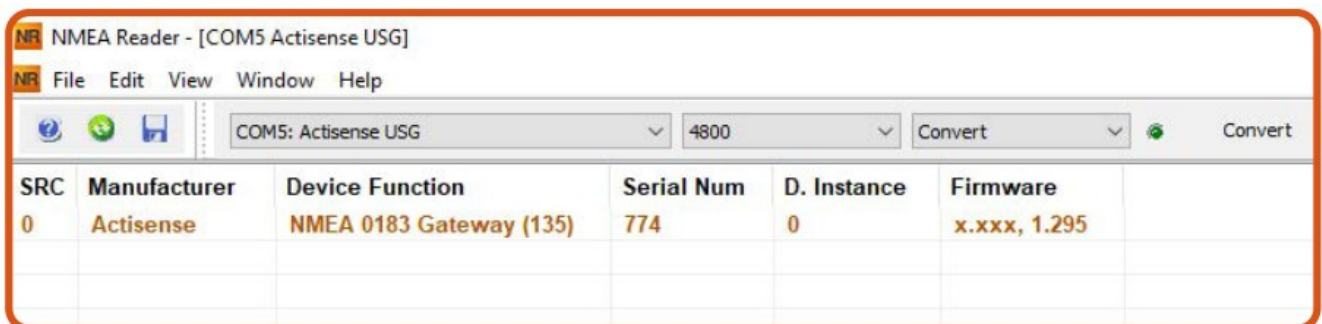 NR NMEA Reader - [COM5 Actisense USG]
NR File Edit View Window Help
COM5: Actisense USG 4800 Convert Convert
SRC Manufacturer Device Function Serial Num D. Instance Firmware
0 Actisense NMEA 0183 Gateway (135) 774 0 x.xxx, 1.295